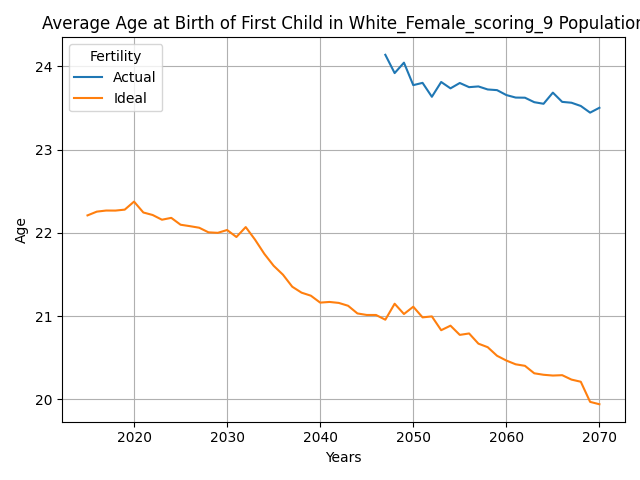 Average Age at Birth of First Child in White_Female_scoring_9 Population
Fertility
Actual
Ideal
24
23
22
21
20
Age
2020 2030 2040 2050 2060 2070
Years